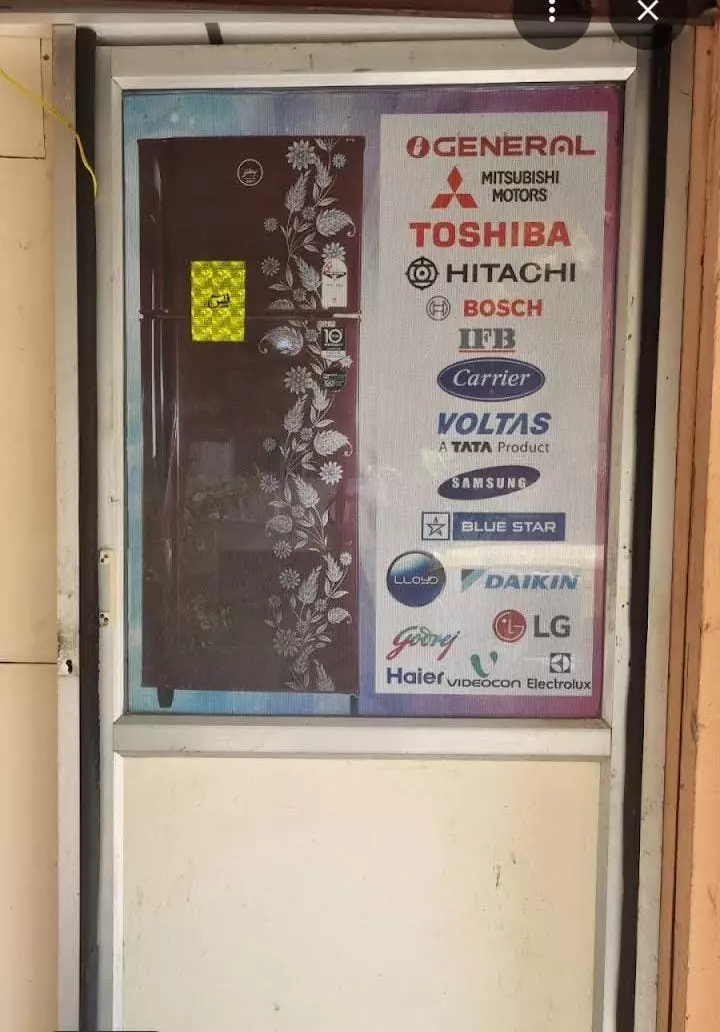 GENERAL
MITSUBISHI
MOTORS
TOSHIBA
HITACHI
BOSCH
IFB
Carrier
VOLTAS
A TATA Product
SAMSUNG
BLUE STAR
LLOYD
DAIKIN
LG
Godrej
Haier
VIDEOCON
Electrolux
10